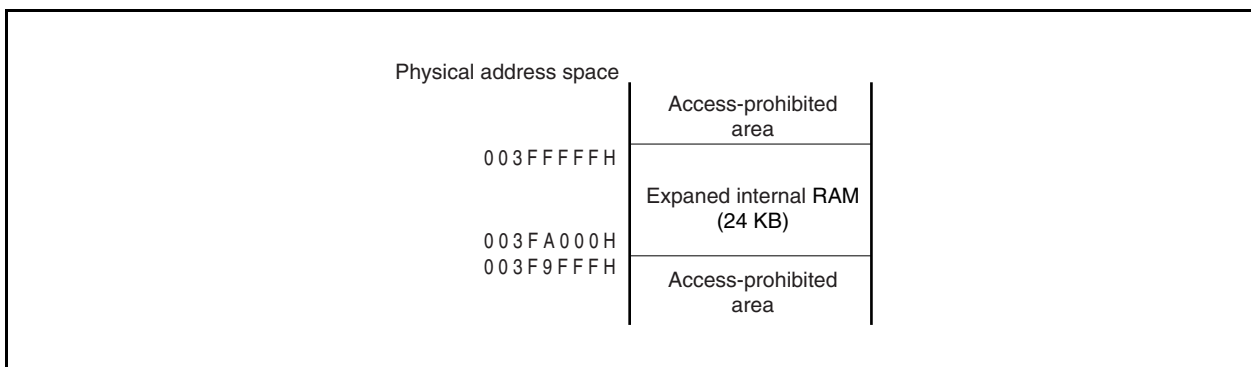 Physical address space
Access-prohibited
area
003FFFFFH
Expaned internal RAM
(24 KB)
003FA000H
003F9FFFH
Access-prohibited
area